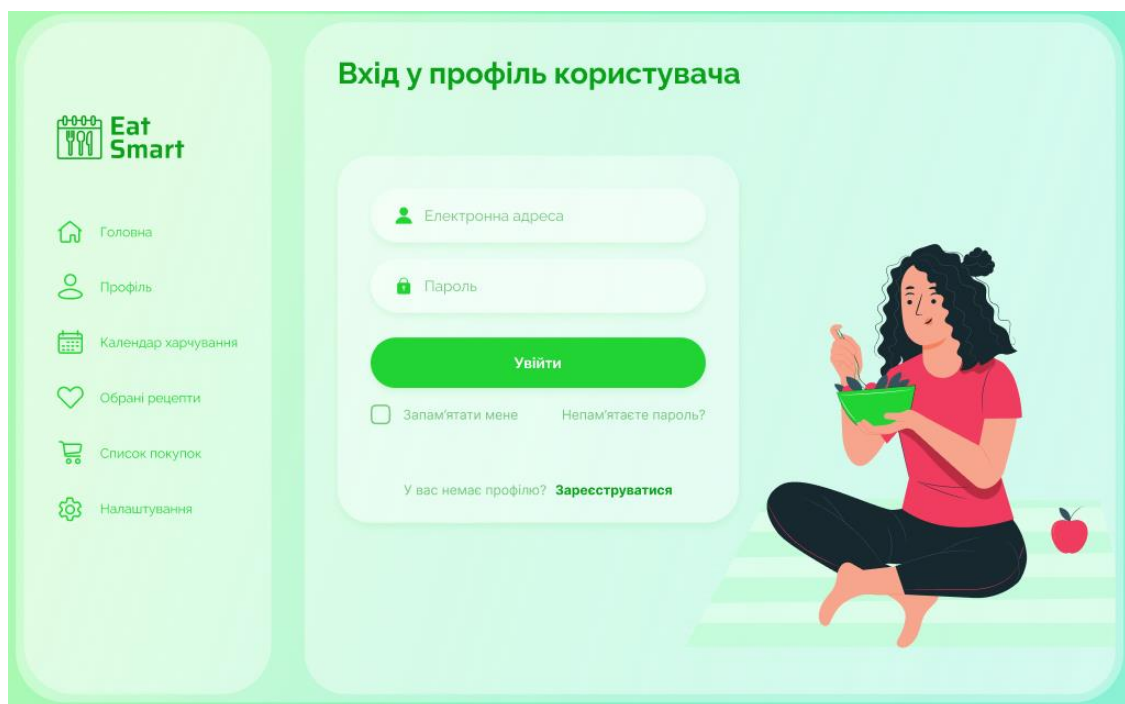 Eat
Smart
Головна
Профіль
Календар харчування
Обрані рецепти
Список покупок
Налаштування
Вхід у профіль користувача
Електронна адреса
Пароль
Увійти
Запам'ятати мене
Непам'ятаєте пароль?
У вас немає профілю? Зареєструватися